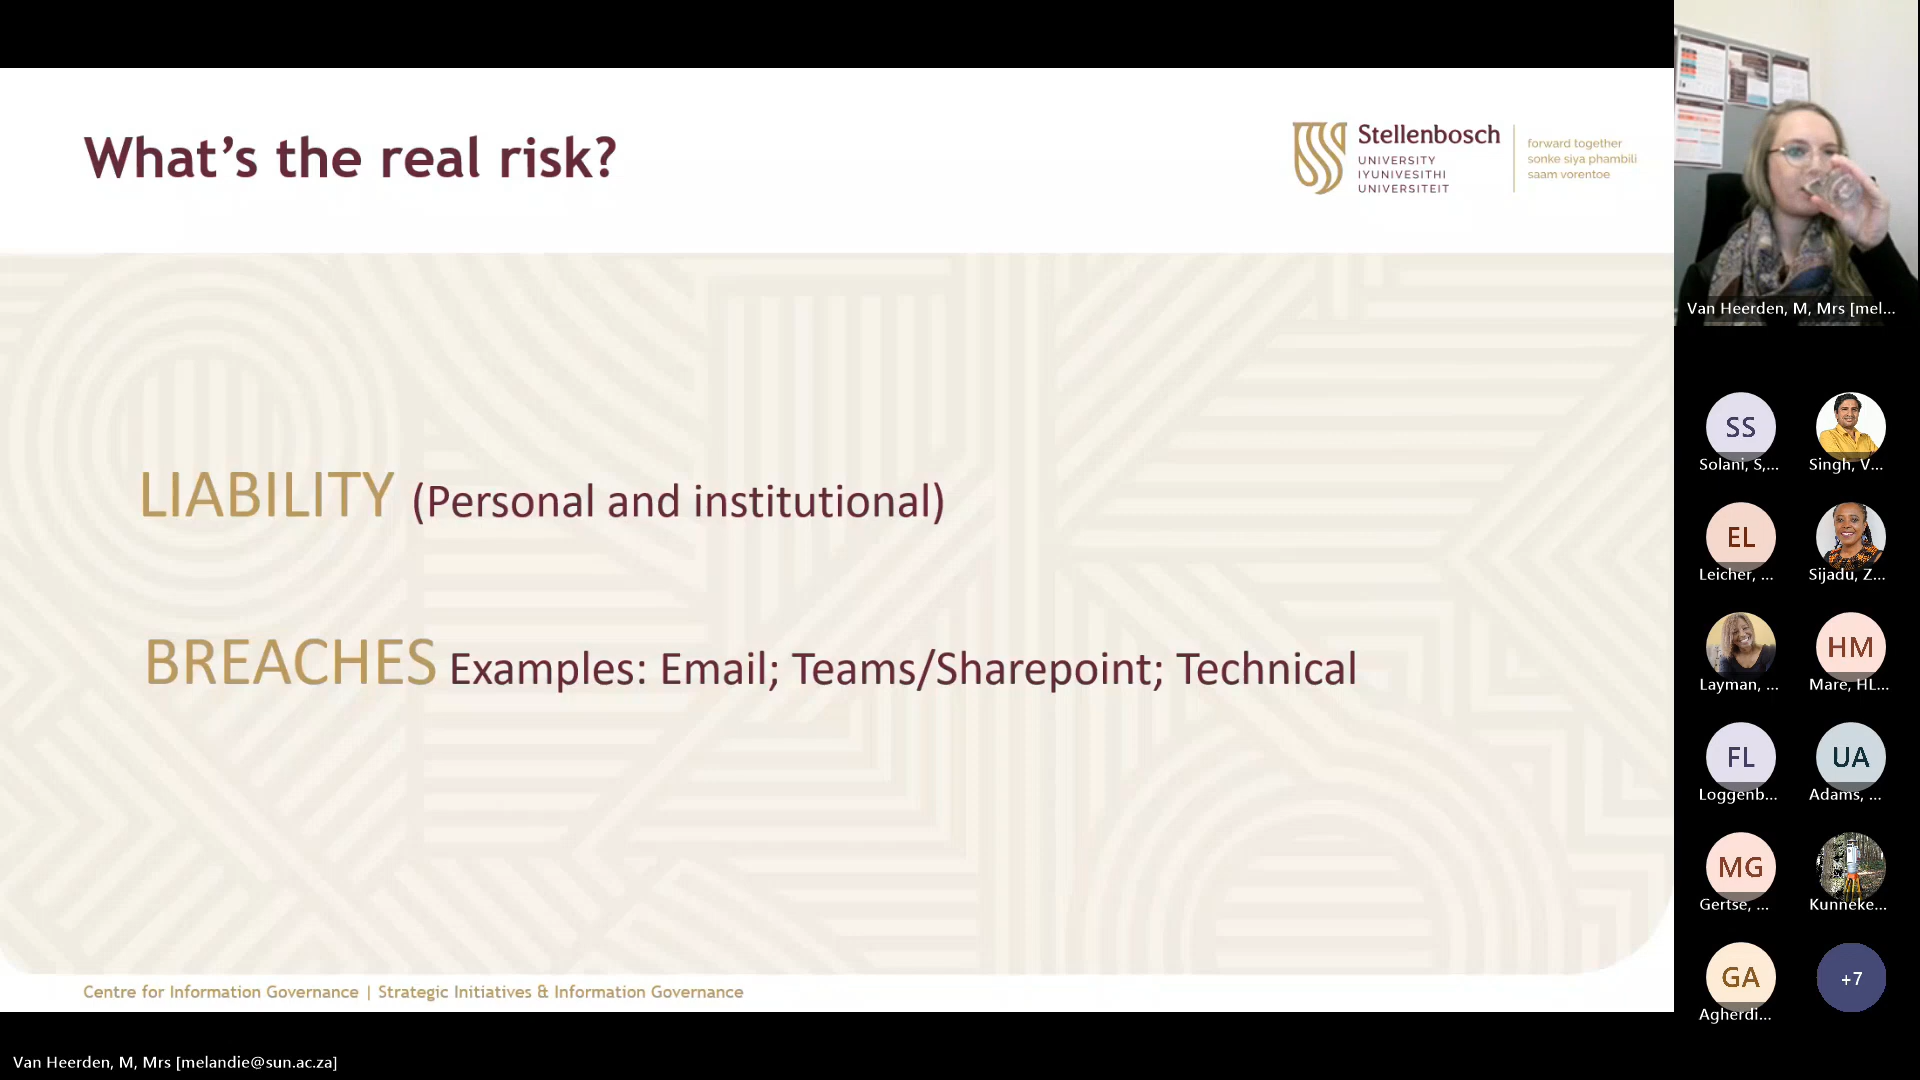 What's the real risk?
Stellenbosch
UNIVERSITY
IYUNIVESITHI
UNIVERSITEIT
forward together
sonke siya phambili
saam vorentoe
LIABILITY (Personal and institutional)
BREACHES Examples: Email; Teams/Sharepoint; Technical
Centre for Information Governance | Strategic Initiatives & Information Governance
Van Heerden, M, Mrs [melandie@sun.ac.za]
Van Heerden, M, Mrs [mel...
SS
Solani, S,...
Singh, V...
EL
Leicher, ...
Sijadu, Z...
Layman, ...
HM
Mare, HL...
FL
Loggenb...
UA
Adams, ...
MG
Gertse, ...
Kunneke...
GA
Agherdi...
+7